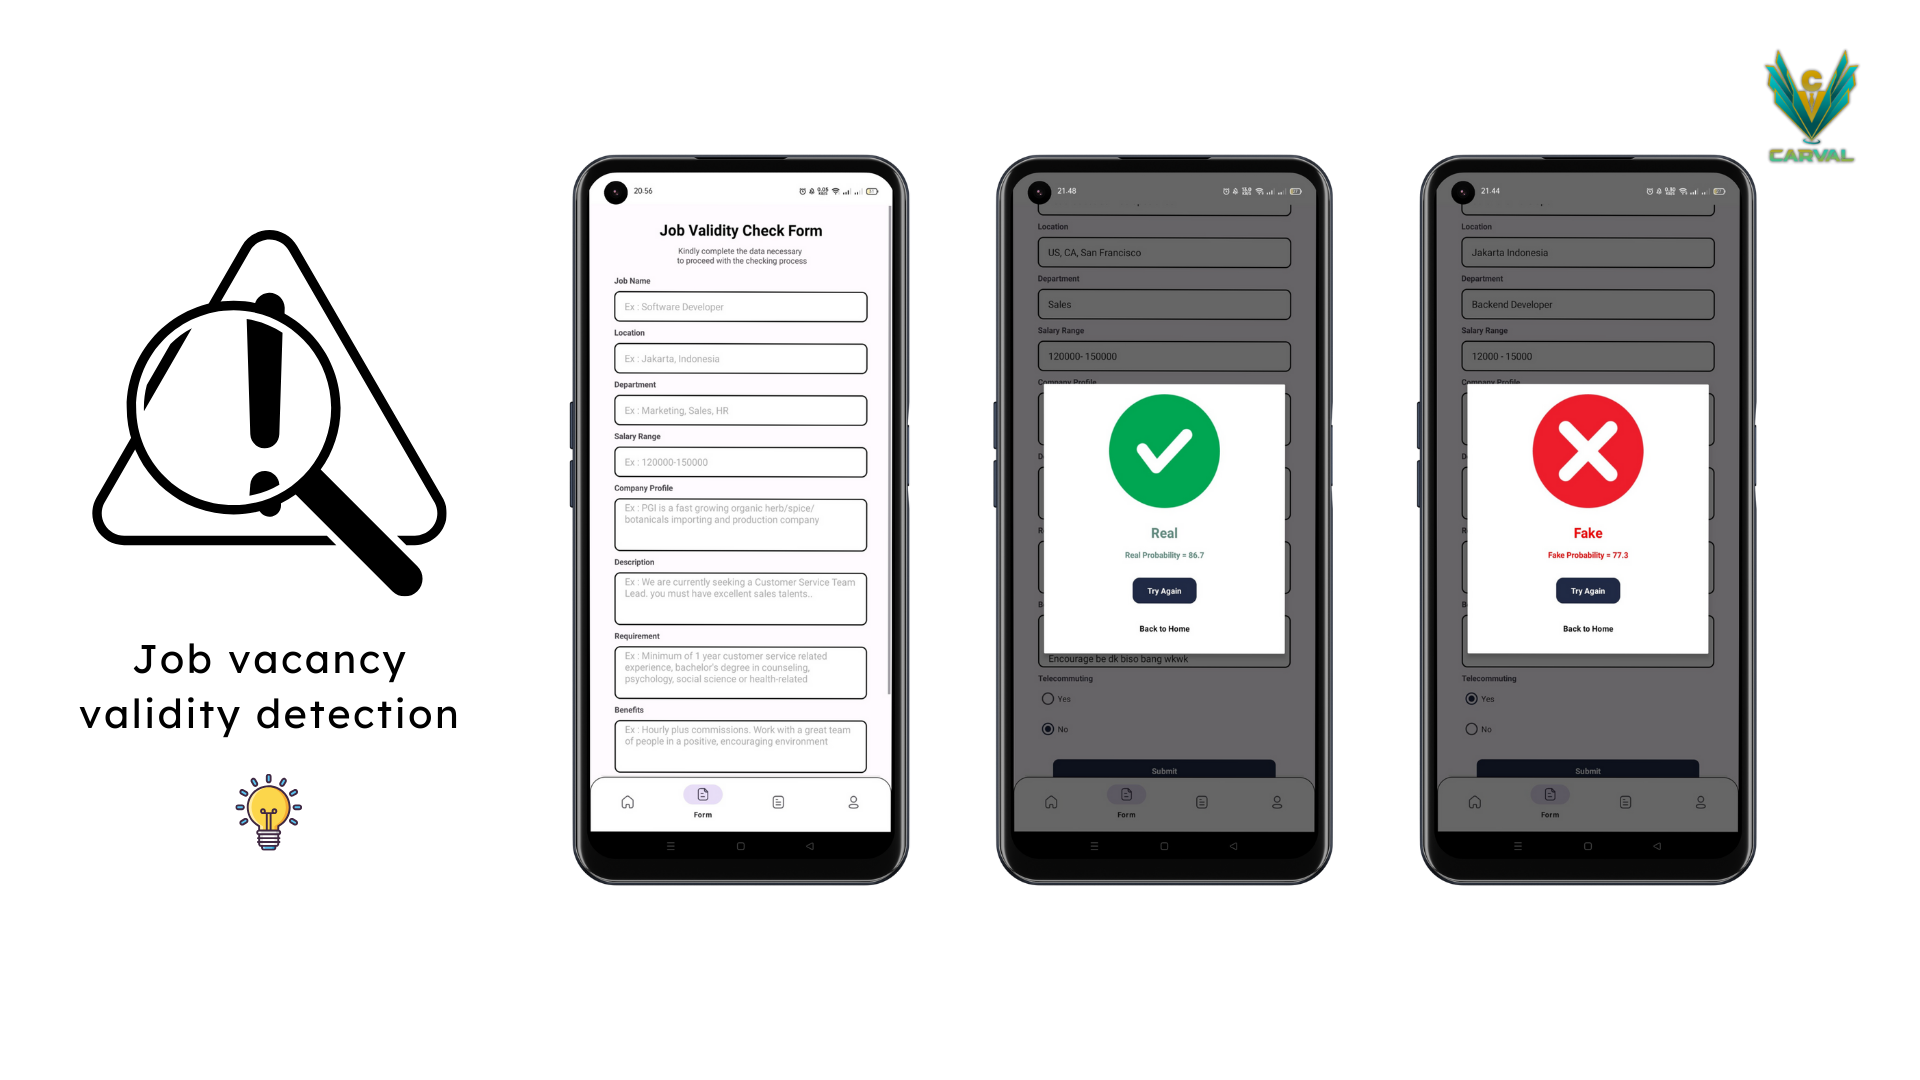 CARVAL
Job vacancy
validity detection
20.56
Job Validity Check Form
Kindly complete the data necessary
to proceed with the checking process
Job Name
Ex : Software Developer
Location
Ex : Jakarta, Indonesia
Department
Ex : Marketing, Sales, HR
Salary Range
Ex : 120000-150000
Company Profile
Ex : PGI is a fast growing organic herb/spice/
botanicals importing and production company
Description
Ex : We are currently seeking a Customer Service Team
Lead. you must have excellent sales talents..
Requirement
Ex : Minimum of 1 year customer service related
experience, bachelor's degree in counseling,
psychology, social science or health-related
Benefits
Ex : Hourly plus commissions. Work with a great team
of people in a positive, encouraging environment
Form
21.48
Location
US, CA, San Francisco
Department
Sales
Salary Range
120000- 150000
Company Profile
Real
Real Probability = 86.7
Try Again
Back to Home
Encourage be dk biso bang wkwk
Telecommuting
Yes
No
Submit
Form
21.44
Location
Jakarta Indonesia
Department
Backend Developer
Salary Range
12000 - 15000
Company Profile
Fake
Fake Probability = 77.3
Try Again
Back to Home
Telecommuting
Yes
No
Submit
Form